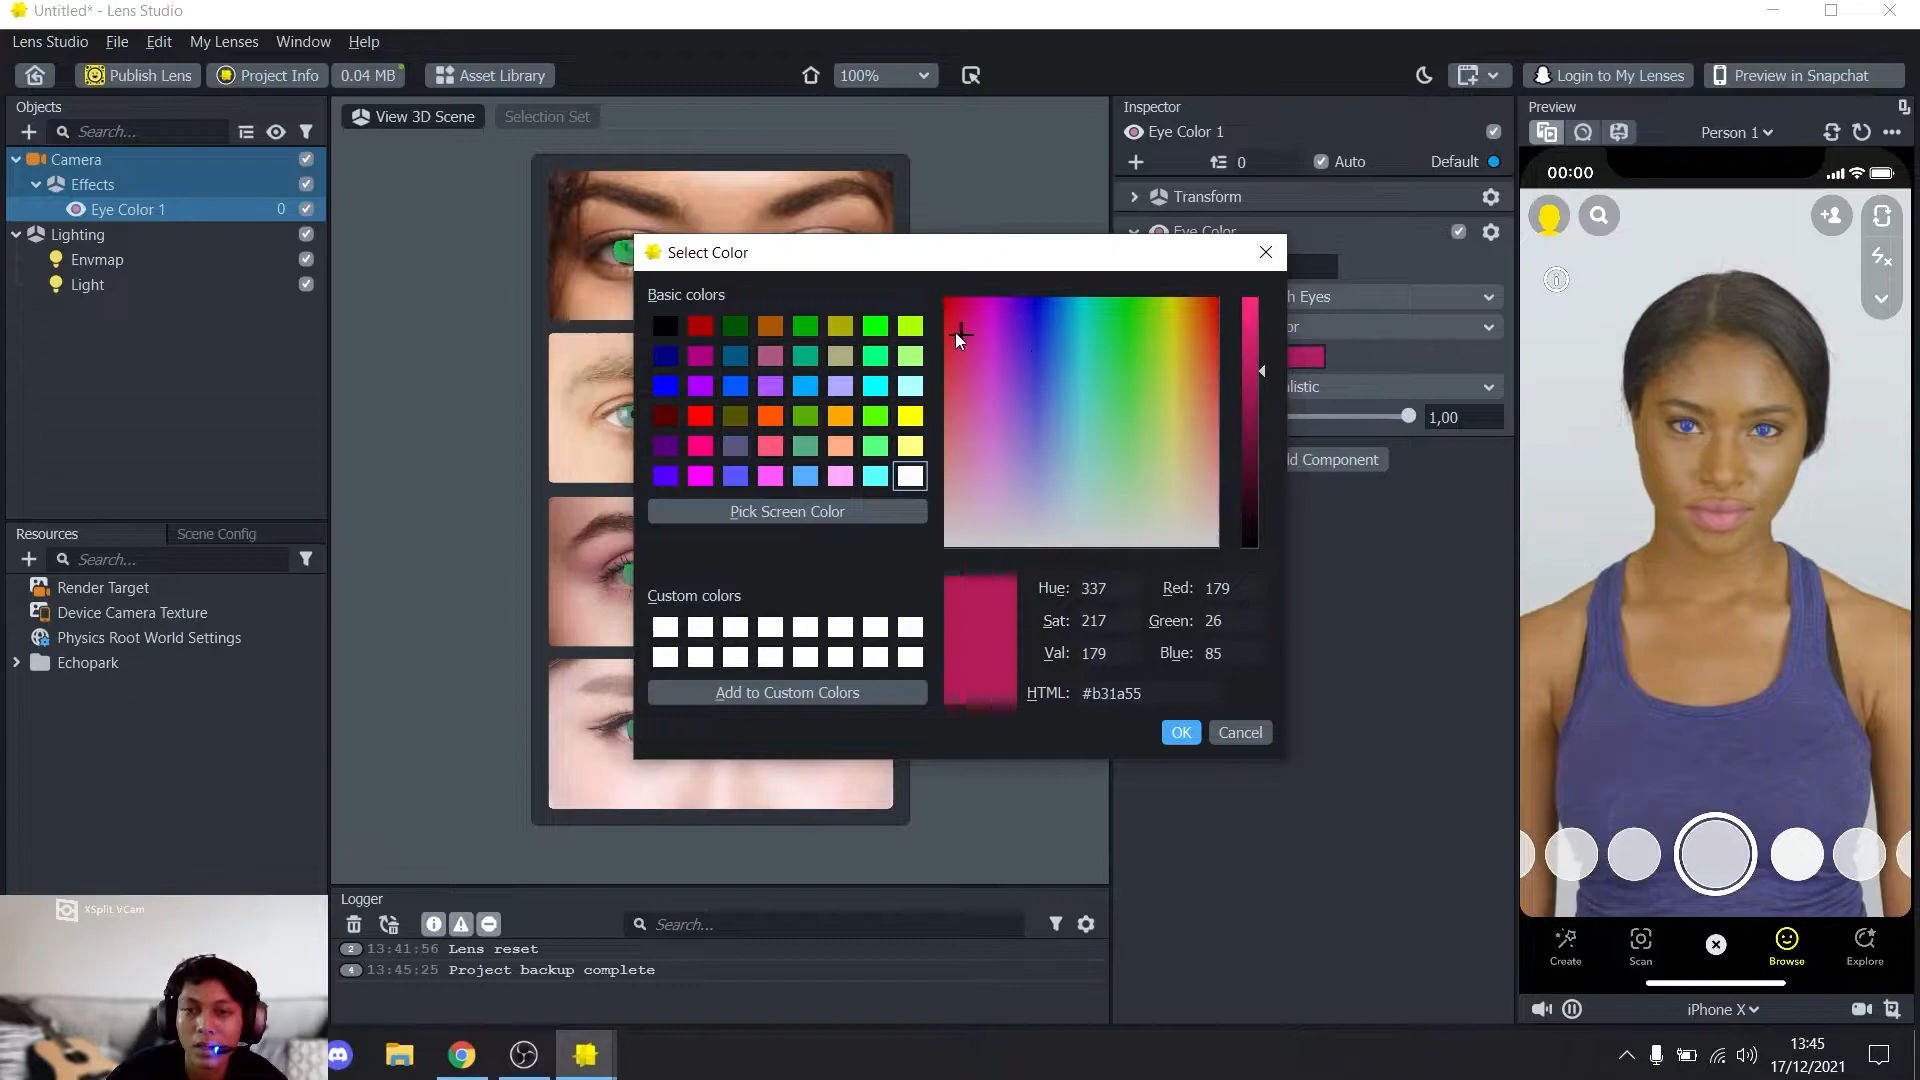 Untitled* - Lens Studio
Lens Studio File Edit My Lenses Window Help
Publish Lens Project Info 0.04 MB Asset Library 100% Login to My Lenses Preview in Snapchat
Objects
Search...
Camera
Effects
Eye Color 1 0
Lighting
Envmap
Light
Resources Scene Config
Search...
Render Target
Device Camera Texture
Physics Root World Settings
Echopark
XSplit VCam
View 3D Scene Selection Set
Select Color
Basic colors
Pick Screen Color
Custom colors
Add to Custom Colors
Hue: 337 Red: 179
Sat: 217 Green: 26
Val: 179 Blue: 85
HTML: #b31a55
OK Cancel
Logger
Search...
2 13:41:56 Lens reset
4 13:45:25 Project backup complete
Inspector
Eye Color 1
0 Auto Default
Transform
Eye Color
h Eyes
or
listic
1,00
d Component
Preview
Person 1
00:00
Create Scan Browse Explore
iPhone X
13:45
17/12/2021